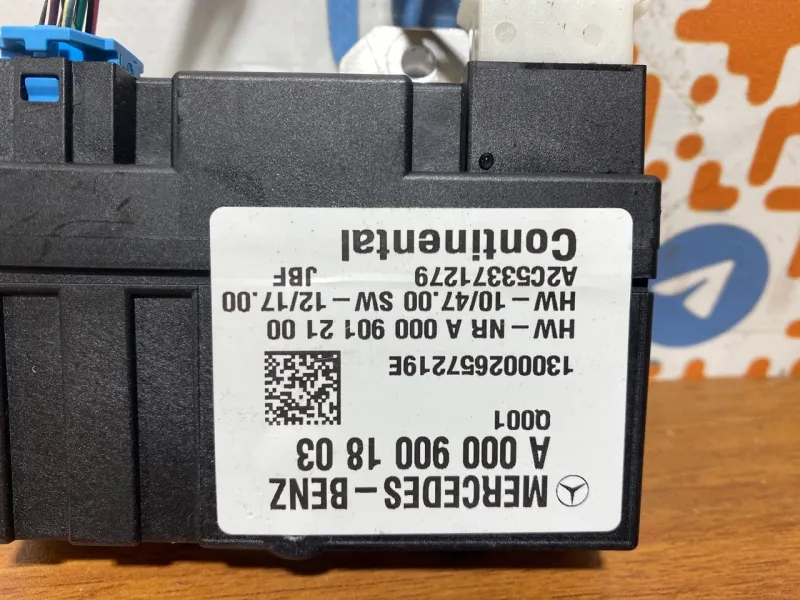 MERCEDES-BENZ
A 000 900 18 03
Q001
130002657219E
HW-NR A 000 901 21 00
HW-10/47.00 SW-12/17.00
A2C53371279
JBF
Continental